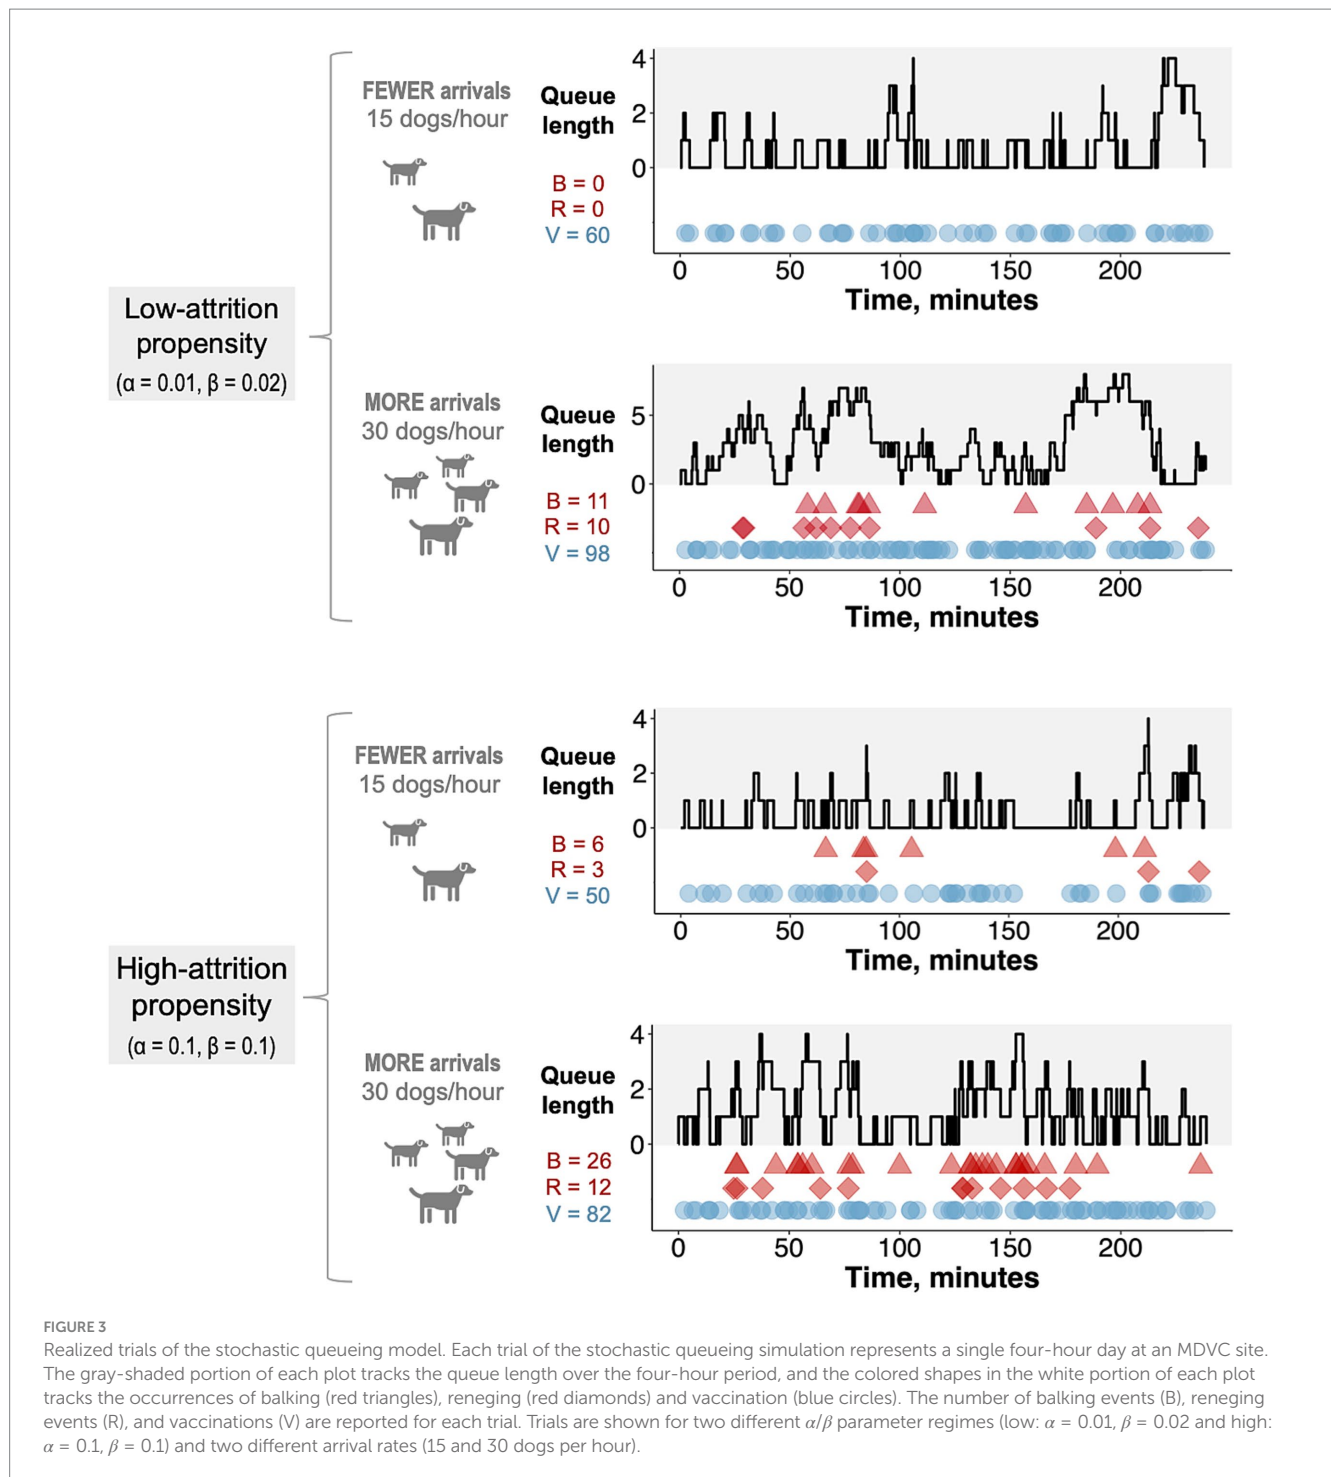 FEWER arrivals
15 dogs/hour
Queue
length
B = 0
R = 0
V = 60
4
2
0
0
50
100
150
200
Time, minutes
Low-attrition
propensity
(α = 0.01, β = 0.02)
MORE arrivals
30 dogs/hour
Queue
length
B = 11
R = 10
V = 98
5
0
0
50
100
150
200
Time, minutes
FEWER arrivals
15 dogs/hour
Queue
length
B = 6
R = 3
V = 50
4
2
0
0
50
100
150
200
Time, minutes
High-attrition
propensity
(α = 0.1, β = 0.1)
MORE arrivals
30 dogs/hour
Queue
length
B = 26
R = 12
V = 82
4
2
0
0
50
100
150
200
Time, minutes
FIGURE 3
Realized trials of the stochastic queueing model. Each trial of the stochastic queueing simulation represents a single four-hour day at an MDVC site.
The gray-shaded portion of each plot tracks the queue length over the four-hour period, and the colored shapes in the white portion of each plot
tracks the occurrences of balking (red triangles), reneging (red diamonds) and vaccination (blue circles). The number of balking events (B), reneging
events (R), and vaccinations (V) are reported for each trial. Trials are shown for two different α/β parameter regimes (low: α = 0.01, β = 0.02 and high:
α = 0.1, β = 0.1) and two different arrival rates (15 and 30 dogs per hour).